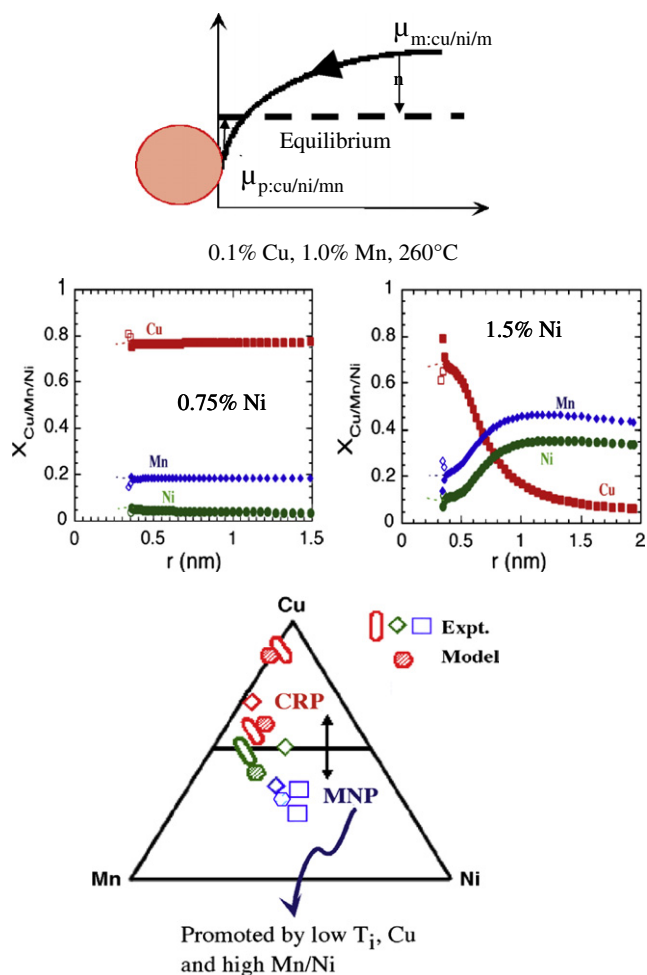 μm:cu/ni/m
n
Equilibrium
μp:cu/ni/mn
0.1% Cu, 1.0% Mn, 260°C
1
0.8
0.6
0.4
0.2
0
XCu/Mn/Ni
Cu
0.75% Ni
Mn
Ni
0
0.5
1
1.5
r (nm)
1
0.8
0.6
0.4
0.2
0
XCu/Mn/Ni
1.5% Ni
Mn
Ni
Cu
0
0.5
1
1.5
2
r (nm)
Cu
Expt.
Model
CRP
MNP
Mn
Ni
Promoted by low Ti, Cu
and high Mn/Ni